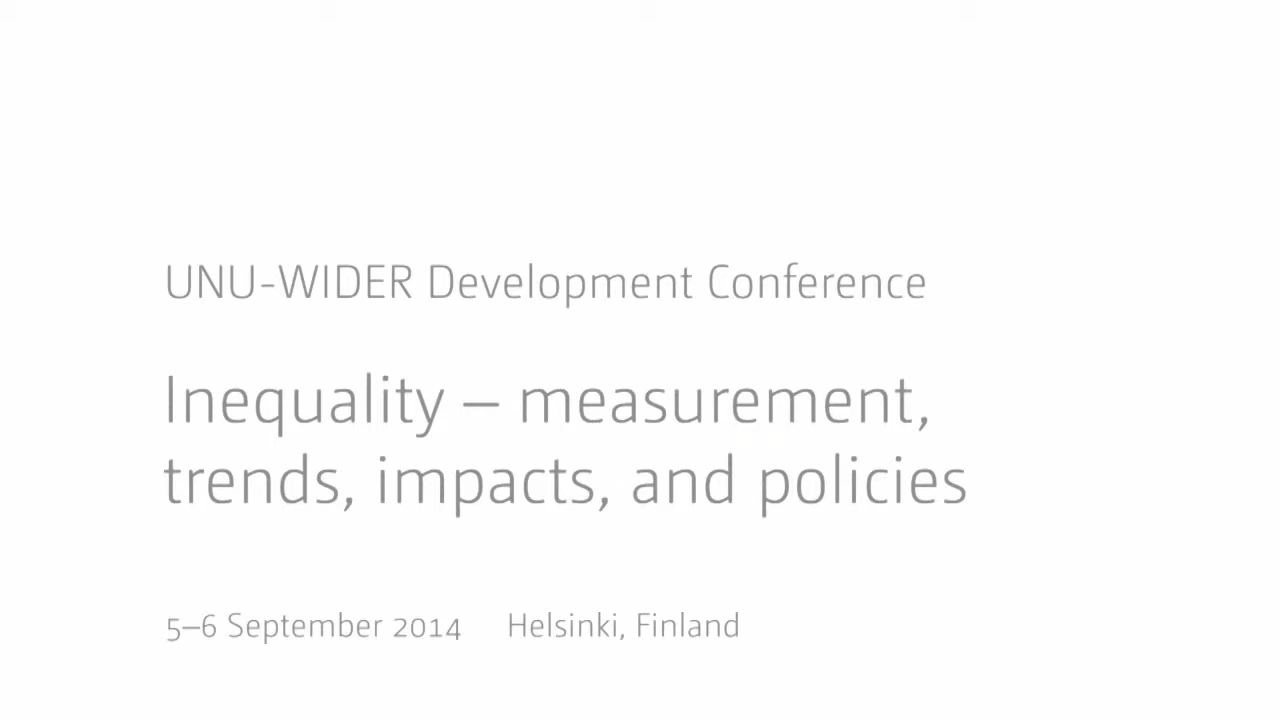 UNU-WIDER Development Conference
Inequality – measurement,
trends, impacts, and policies
5–6 September 2014 Helsinki, Finland